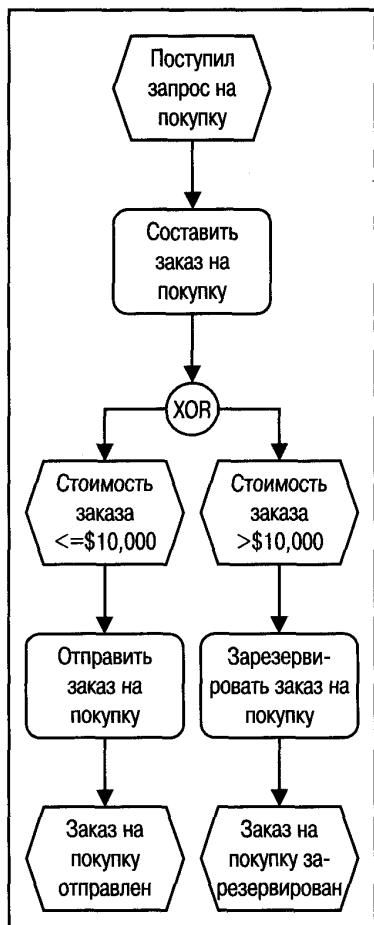 Поступил
запрос на
покупку
Составить
заказ на
покупку
XOR
Стоимость
заказа
<=$10,000
Стоимость
заказа
>$10,000
Отправить
заказ на
покупку
Зарезерви-
ровать заказ на
покупку
Заказ на
покупку
отправлен
Заказ на
покупку за-
резервирован